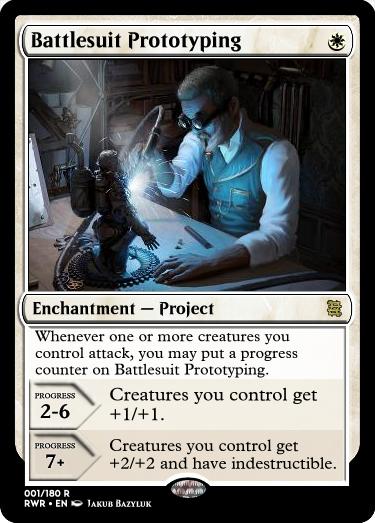 Battlesuit Prototyping
Enchantment — Project
Whenever one or more creatures you
control attack, you may put a progress
counter on Battlesuit Prototyping.
PROGRESS
2-6
Creatures you control get
+1/+1.
PROGRESS
7+
Creatures you control get
+2/+2 and have indestructible.
001/180 R
RWR • EN JAKUB BAZYLUK